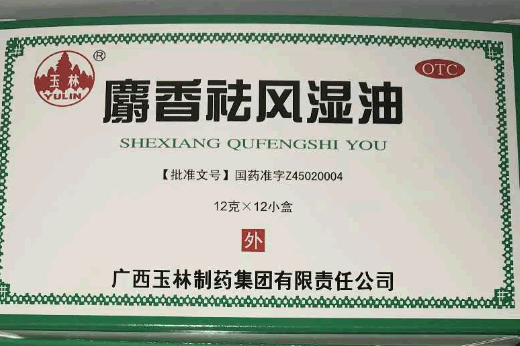 玉林
YULIN
®
OTC
麝香祛风湿油
SHEXIANG QUFENGSHI YOU
【批准文号】国药准字Z45020004
12克×12小盒
外
广西玉林制药集团有限责任公司